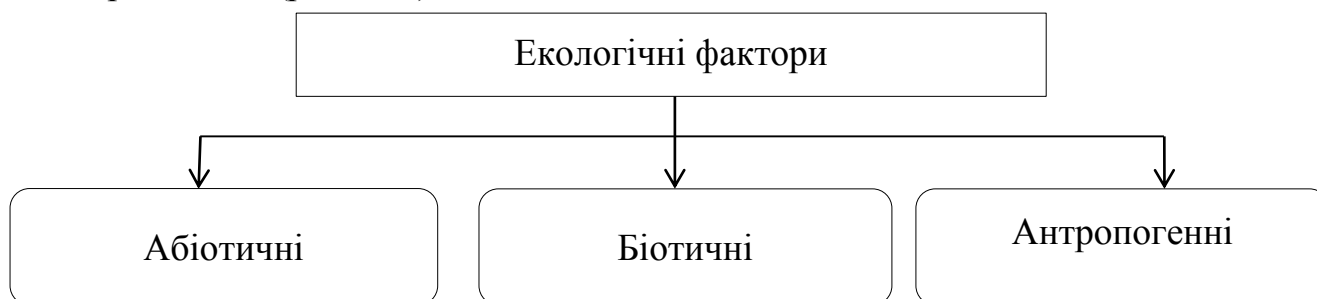 Екологічні фактори
Абіотичні
Біотичні
Антропогенні